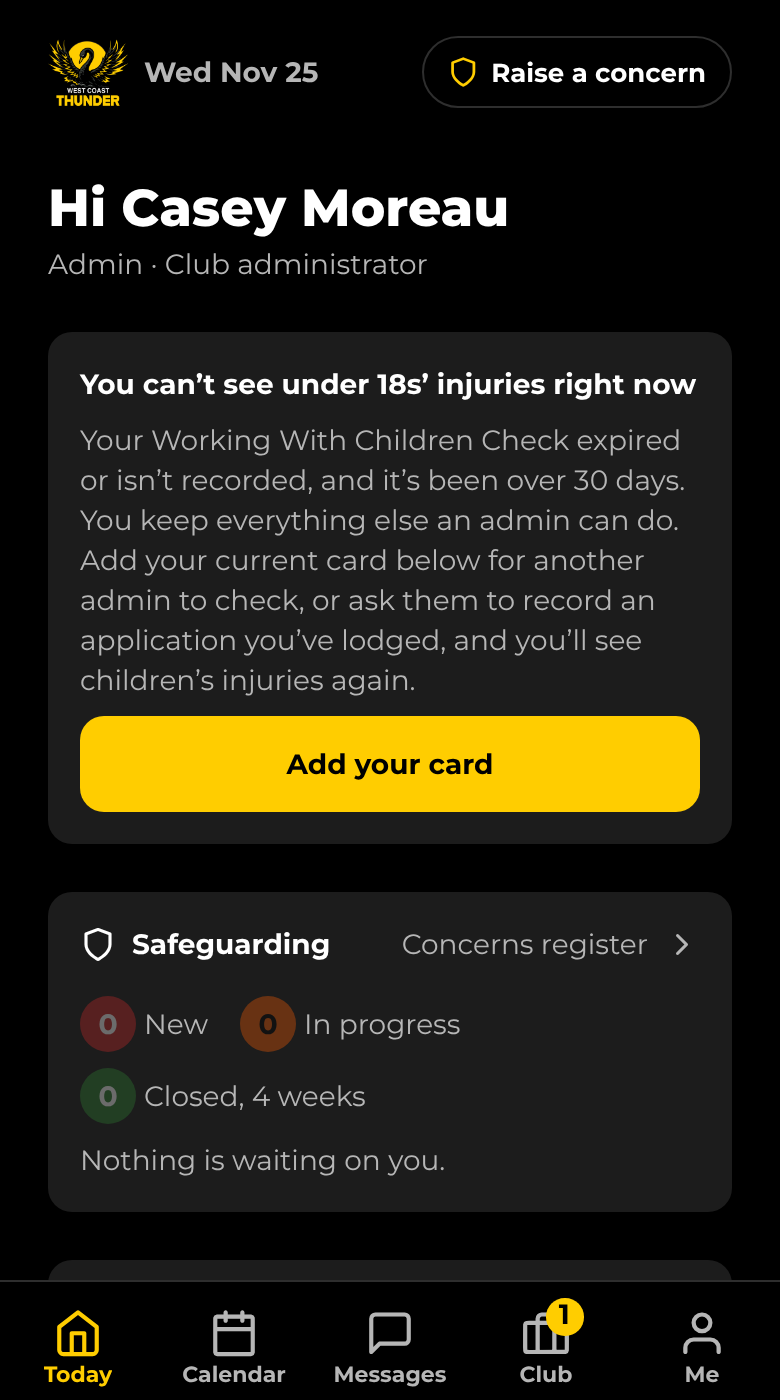 WEST COAST
THUNDER
Wed Nov 25
Raise a concern
Hi Casey Moreau
Admin · Club administrator
You can’t see under 18s’ injuries right now
Your Working With Children Check expired
or isn’t recorded, and it’s been over 30 days.
You keep everything else an admin can do.
Add your current card below for another
admin to check, or ask them to record an
application you’ve lodged, and you’ll see
children’s injuries again.
Add your card
Safeguarding
Concerns register
0 New
0 In progress
0 Closed, 4 weeks
Nothing is waiting on you.
1
Today
Calendar
Messages
Club
Me